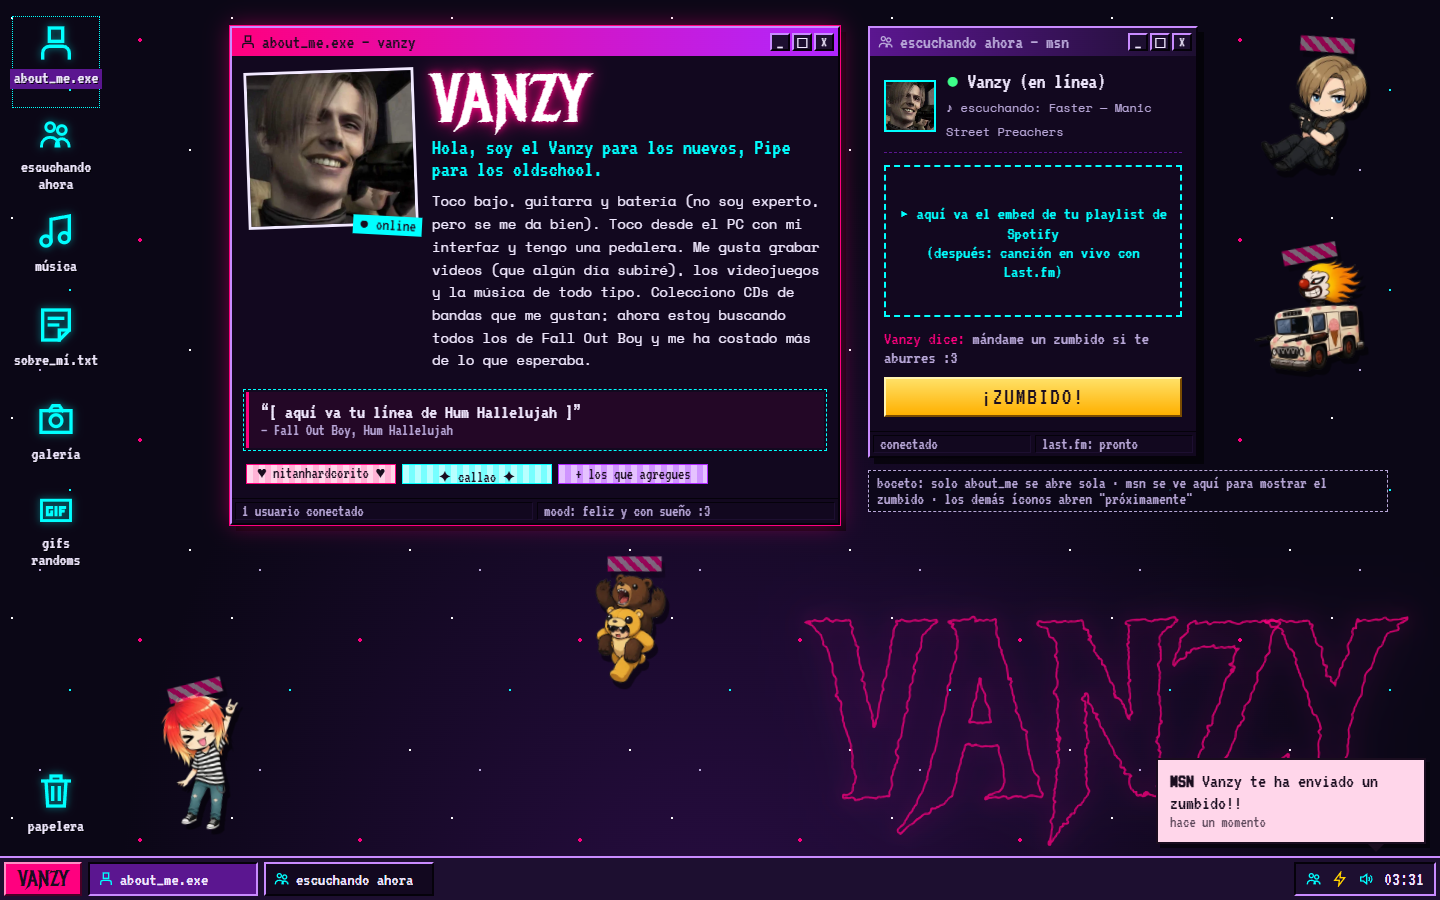 about_me.exe
escuchando
ahora
música
sobre_mí.txt
galería
GIF
gifs
randoms
papelera
about_me.exe — vanzy
VANZY
Hola, soy el Vanzy para los nuevos, Pipe
para los oldschool.
● online
Toco bajo, guitarra y batería (no soy experto,
pero se me da bien). Toco desde el PC con mi
interfaz y tengo una pedalera. Me gusta grabar
videos (que algún día subiré), los videojuegos
y la música de todo tipo. Colecciono CDs de
bandas que me gustan; ahora estoy buscando
todos los de Fall Out Boy y me ha costado más
de lo que esperaba.
“[ aquí va tu línea de Hum Hallelujah ]”
— Fall Out Boy, Hum Hallelujah
♥ nitanhardcorito ♥
✦ callao ✦
+ los que agregues
1 usuario conectado
mood: feliz y con sueño :3
escuchando ahora — msn
Vanzy (en línea)
♪ escuchando: Faster — Manic
Street Preachers
▶ aquí va el embed de tu playlist de
Spotify
(después: canción en vivo con
Last.fm)
Vanzy dice: mándame un zumbido si te
aburres :3
¡ZUMBIDO!
conectado
last.fm: pronto
boceto: solo about_me se abre sola · msn se ve aquí para mostrar el
zumbido · los demás íconos abren "próximamente"
VANZY
MSN Vanzy te ha enviado un
zumbido!!
hace un momento
VANZY
about_me.exe
escuchando ahora
03:31